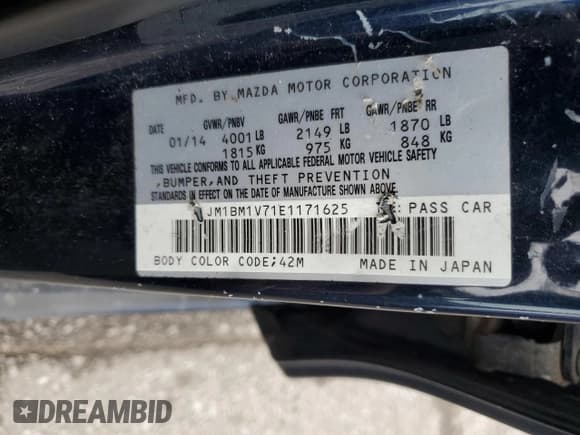 MFD. BY MAZDA MOTOR CORPORATION
DATE GVWR/PNBV GAWR/PNBE FRT GAWR/PNBE RR
01/14 4001 LB 2149 LB 1870 LB
1815 KG 975 KG 848 KG
THIS VEHICLE CONFORMS TO ALL APPLICABLE FEDERAL MOTOR VEHICLE SAFETY
,BUMPER,AND THEFT PREVENTION
STANDARDS IN EFFECT ON THE DATE OF MANUFACTURE SHOWN ABOVE.
JM1BM1V71E1171625 : PASS CAR
BODY COLOR CODE;42M MADE IN JAPAN
DREAMBID